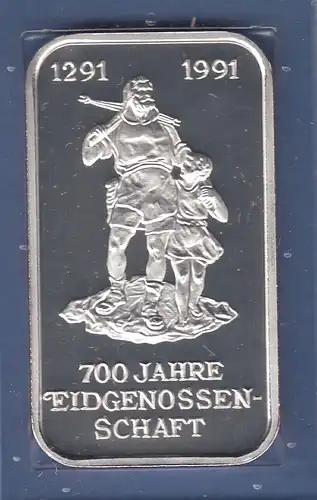 1291 1991
700 JAHRE
EIDGENOSSEN-
SCHAFT